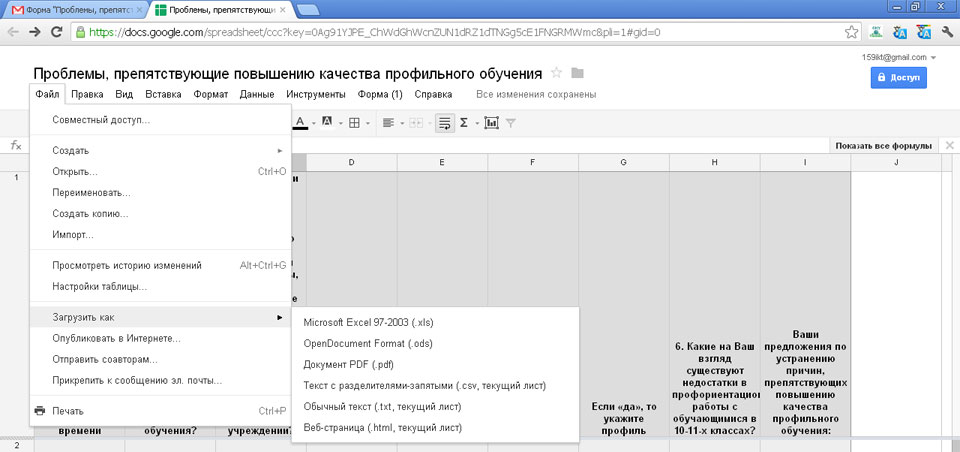 Форма "Проблемы, препятст
Проблемы, препятствующи
https://docs.google.com/spreadsheet/ccc?key=0Ag91YJPE_ChWdGhWcnZUN1dRZ1dTNGg5cE1FNGRMWmc&pli=1#gid=0
159ikt@gmail.com
Проблемы, препятствующие повышению качества профильного обучения
Доступ
Файл Правка Вид Вставка Формат Данные Инструменты Форма (1) Справка Все изменения сохранены
fx Показать все формулы
D E F G H I J
1
Совместный доступ...
Создать
Открыть... Ctrl+O
Переименовать...
Создать копию...
Импорт...
Просмотреть историю изменений Alt+Ctrl+G
Настройки таблицы...
Загрузить как
Опубликовать в Интернете...
Отправить соавторам...
Прикрепить к сообщению эл. почты...
Печать Ctrl+P
Microsoft Excel 97-2003 (.xls)
OpenDocument Format (.ods)
Документ PDF (.pdf)
Текст с разделителями-запятыми (.csv, текущий лист)
Обычный текст (.txt, текущий лист)
Веб-страница (.html, текущий лист)
времени
обучения?
учреждении?
Если «да», то
укажите
профиль
6. Какие на Ваш
взгляд
существуют
недостатки в
профориентацион
работы с
обучающимися в
10-11-х классах?
Ваши
предложения по
устранению
причин,
препятствующих
повышению
качества
профильного
обучения:
2